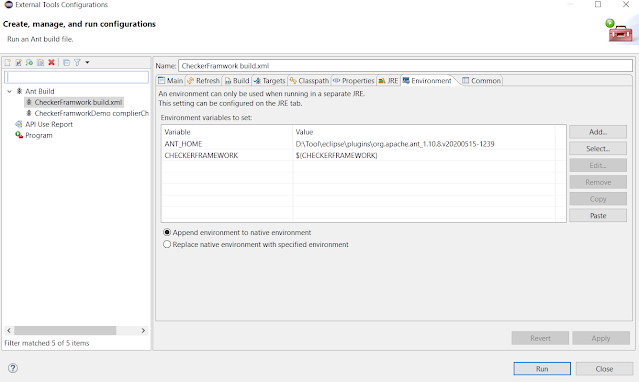 External Tools Configurations
Create, manage, and run configurations
Run an Ant build file.
Ant Build
CheckerFramwork build.xml
CheckerFramworkDemo complierCh
API Use Report
Program
Filter matched 5 of 5 items
Name: CheckerFramwork build.xml
Main Refresh Build Targets Classpath Properties JRE Environment Common
An environment can only be used when running in a separate JRE.
This setting can be configured on the JRE tab.
Environment variables to set:
Variable Value
ANT_HOME D:\Tool\eclipse\plugins\org.apache.ant_1.10.8.v20200515-1239
CHECKERFRAMEWORK ${CHECKERFRAMEWORK}
Add...
Select...
Edit...
Remove
Copy
Paste
Append environment to native environment
Replace native environment with specified environment
Revert Apply
Run Close